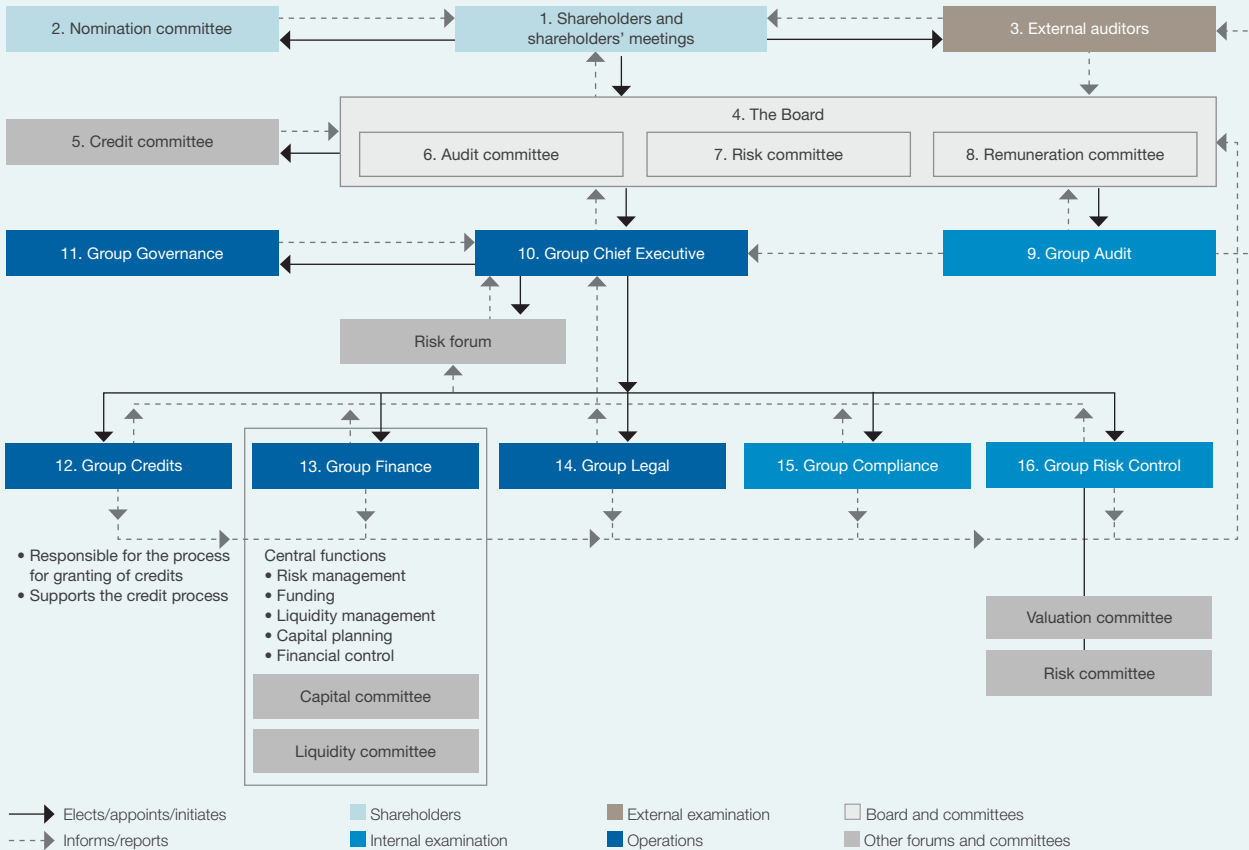 2. Nomination committee
1. Shareholders and
shareholders’ meetings
3. External auditors
4. The Board
5. Credit committee
6. Audit committee
7. Risk committee
8. Remuneration committee
11. Group Governance
10. Group Chief Executive
9. Group Audit
Risk forum
12. Group Credits
13. Group Finance
14. Group Legal
15. Group Compliance
16. Group Risk Control
• Responsible for the process
for granting of credits
• Supports the credit process
Central functions
• Risk management
• Funding
• Liquidity management
• Capital planning
• Financial control
Capital committee
Liquidity committee
Valuation committee
Risk committee
Elects/appoints/initiates
Informs/reports
Shareholders
Internal examination
External examination
Operations
Board and committees
Other forums and committees